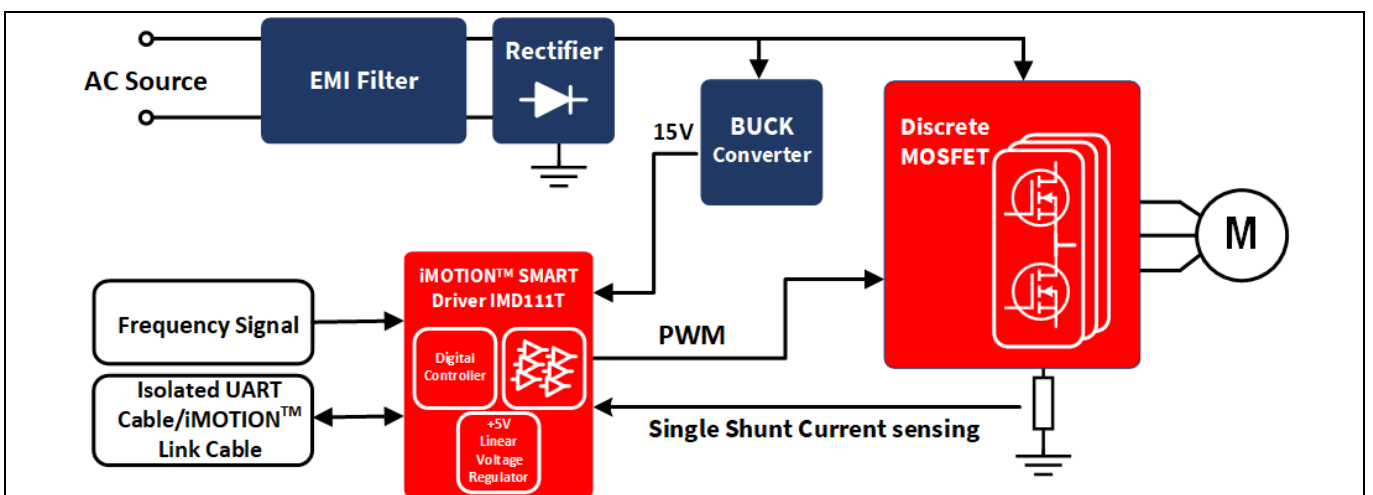 AC Source
EMI Filter
Rectifier
15V
BUCK
Converter
Discrete
MOSFET
M
iMOTION™ SMART
Driver IMD111T
Frequency Signal
Digital
Controller
PWM
Isolated UART
Cable/iMOTION™
Link Cable
+5V
Linear
Voltage
Regulator
Single Shunt Current sensing